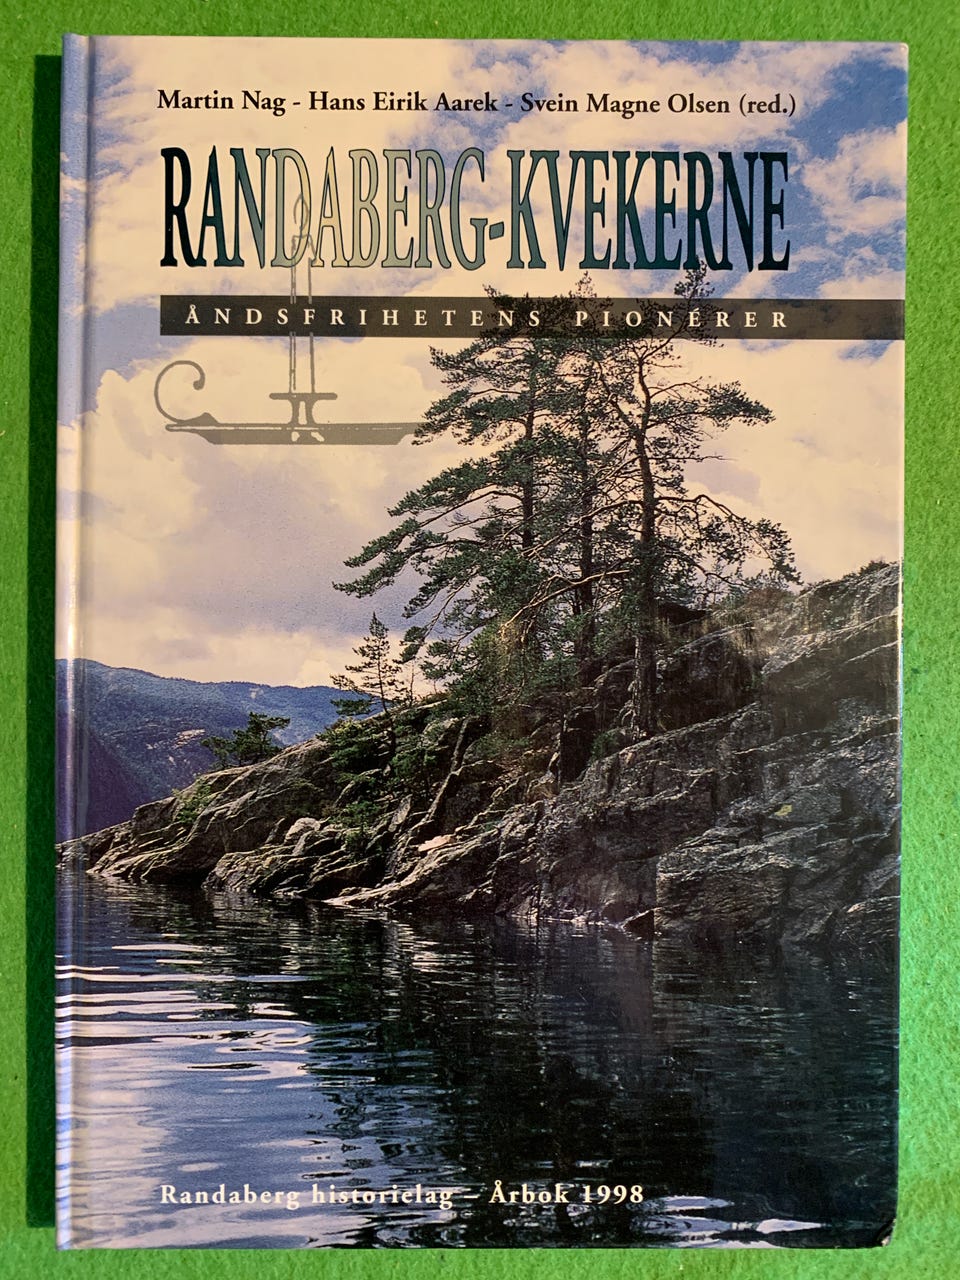 Martin Nag - Hans Eirik Aarek - Svein Magne Olsen (red.)
RANDABERG-KVEKERNE
ÅNDSFRIHETENS PIONÉRER
Randaberg historielag – Årbok 1998